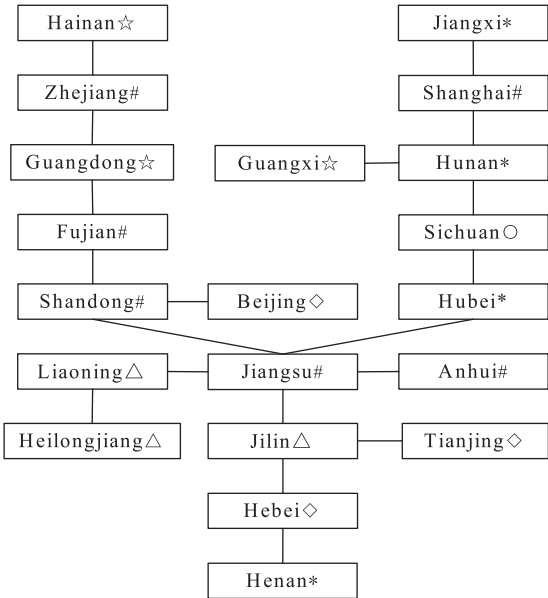 Hainan☆
Jiangxi*
Zhejiang#
Shanghai#
Guangdong☆
Guangxi☆
Hunan*
Fujian#
Sichuan○
Shandong#
Beijing◇
Hubei*
Liaoning△
Jiangsu#
Anhui#
Heilongjiang△
Jilin△
Tianjing◇
Hebei◇
Henan*